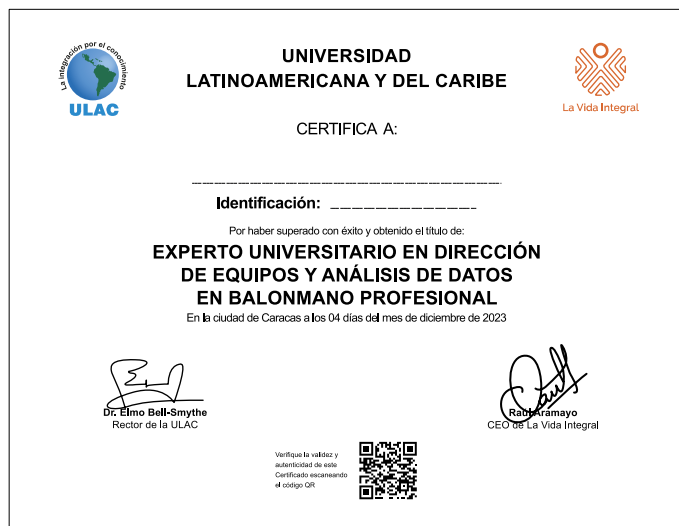 La integración por el conocimiento
ULAC
UNIVERSIDAD
LATINOAMERICANA Y DEL CARIBE
La Vida Integral
CERTIFICA A:
Identificación:
Por haber superado con éxito y obtenido el título de:
EXPERTO UNIVERSITARIO EN DIRECCIÓN
DE EQUIPOS Y ANÁLISIS DE DATOS
EN BALONMANO PROFESIONAL
En la ciudad de Caracas a los 04 días del mes de diciembre de 2023
Dr. Elmo Bell-Smythe
Rector de la ULAC
Raúl Aramayo
CEO de La Vida Integral
Verifique la validez y
autenticidad de este
Certificado escaneando
el código QR